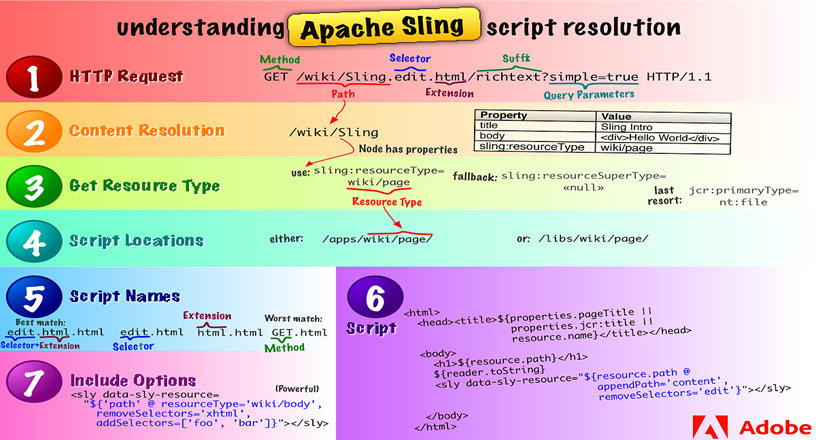 understanding Apache Sling script resolution
Method Selector Suffix
1 HTTP Request GET /wiki/Sling.edit.html/richtext?simple=true HTTP/1.1
Path Extension Query Parameters
2 Content Resolution /wiki/Sling
Node has properties
Property Value
title Sling Intro
body <div>Hello World</div>
sling:resourceType wiki/page
3 Get Resource Type
use: sling:resourceType=
wiki/page
Resource Type
fallback: sling:resourceSuperType=
«null»
last
resort:
jcr:primaryType=
nt:file
4 Script Locations either: /apps/wiki/page/ or: /libs/wiki/page/
5 Script Names
Best match: Extension Worst match:
edit.html.html edit.html html.html GET.html
Selector+Extension Selector Method
6
Script
<html>
<head><title>${properties.pageTitle ||
properties.jcr:title ||
resource.name}</title></head>
<body>
<h1>${resource.path}</h1>
${reader.toString}
<sly data-sly-resource="${resource.path @
appendPath='content',
removeSelectors='edit'}"></sly>
</body>
</html>
7 Include Options
(Powerful)
<sly data-sly-resource=
"${'path' @ resourceType='wiki/body',
removeSelectors='xhtml',
addSelectors=['foo', 'bar']}"></sly>
Adobe